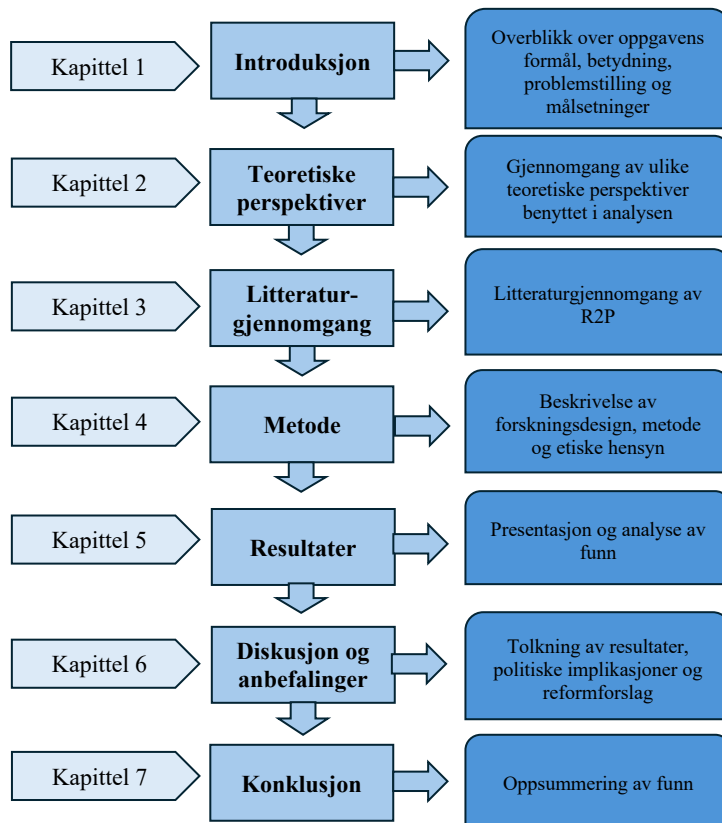 Kapittel 1
Introduksjon
Overblikk over oppgavens
formål, betydning,
problemstilling og
målsetninger
Kapittel 2
Teoretiske
perspektiver
Gjennomgang av ulike
teoretiske perspektiver
benyttet i analysen
Kapittel 3
Litteratur-
gjennomgang
Litteraturgjennomgang av
R2P
Kapittel 4
Metode
Beskrivelse av
forskningsdesign, metode
og etiske hensyn
Kapittel 5
Resultater
Presentasjon og analyse av
funn
Kapittel 6
Diskusjon og
anbefalinger
Tolkning av resultater,
politiske implikasjoner og
reformforslag
Kapittel 7
Konklusjon
Oppsummering av funn